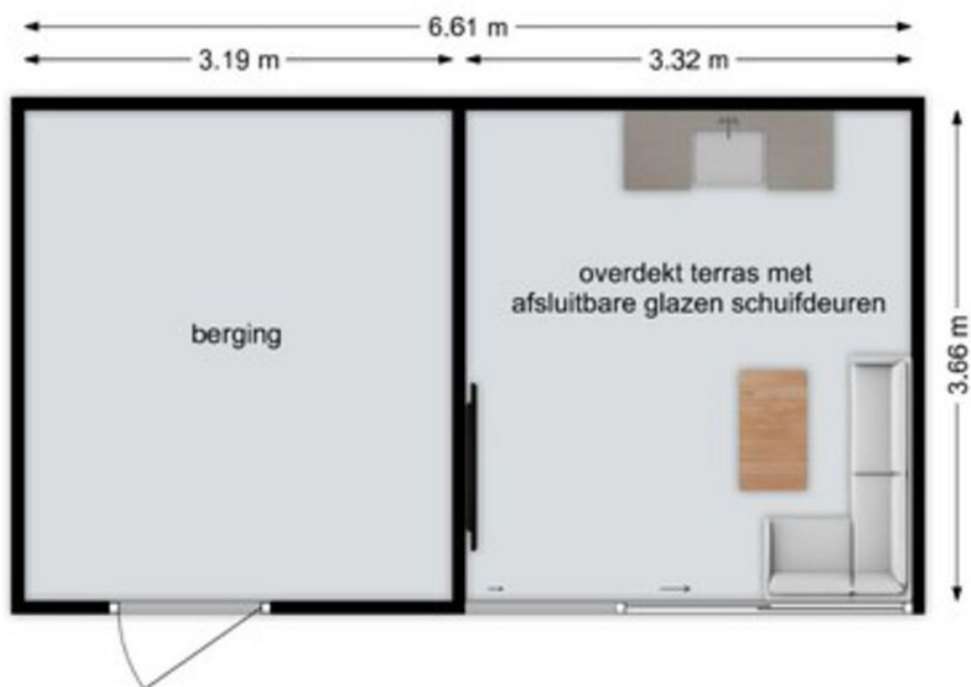 6.61 m
3.19 m
3.32 m
overdekt terras met
afsluitbare glazen schuifdeuren
berging
3.66 m